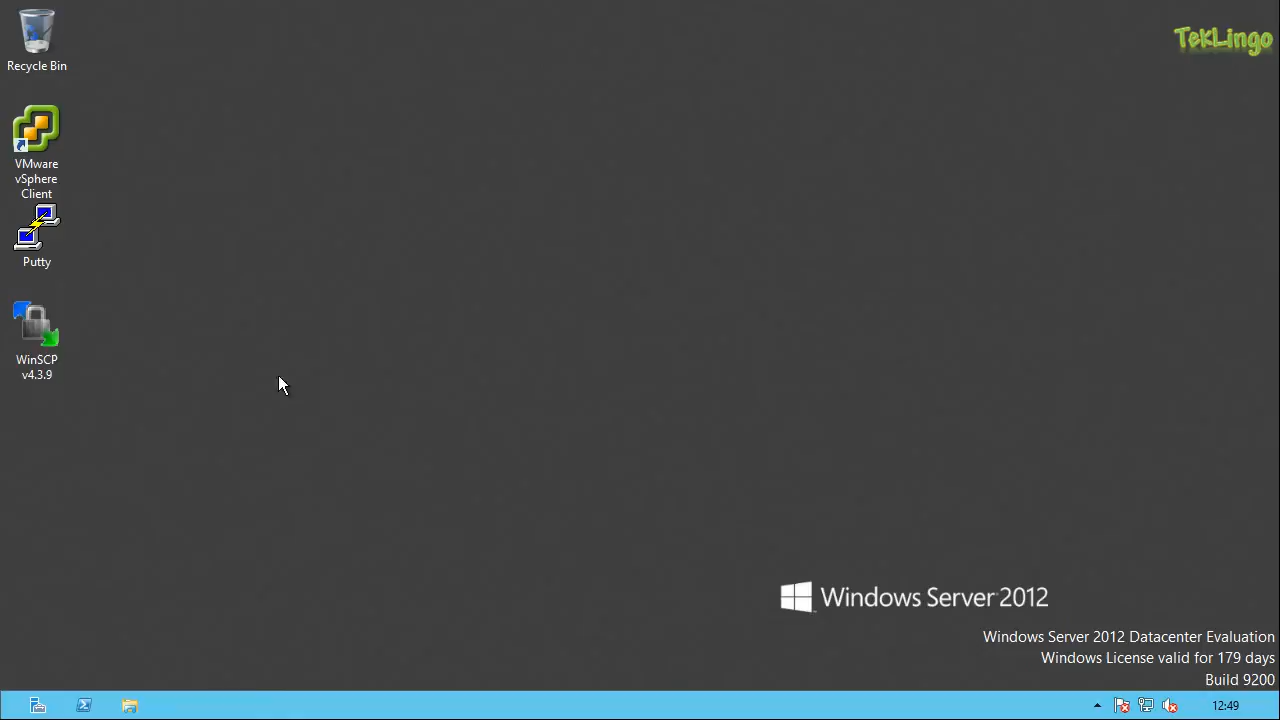 Recycle Bin
TekLingo
VMware
vSphere
Client
Putty
WinSCP
v4.3.9
Windows Server 2012
Windows Server 2012 Datacenter Evaluation
Windows License valid for 179 days
Build 9200
12:49